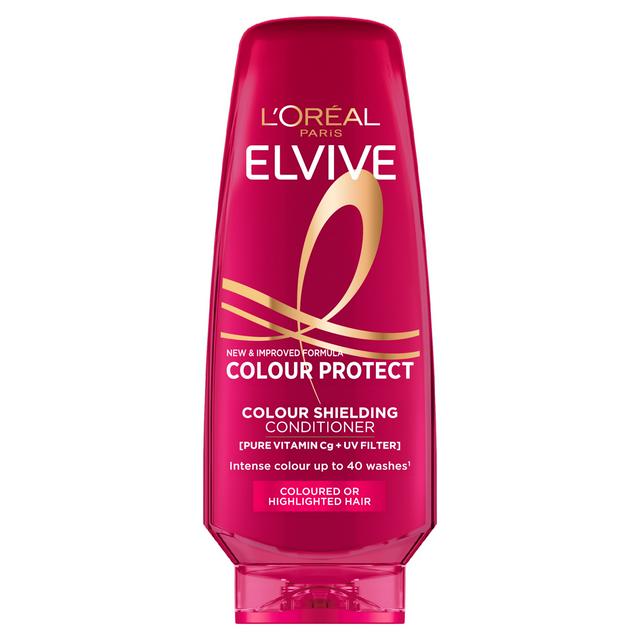 L'ORÉAL
PARIS
ELVIVE
NEW & IMPROVED FORMULA
COLOUR PROTECT
COLOUR SHIELDING
CONDITIONER
[PURE VITAMIN Cg + UV FILTER]
Intense colour up to 40 washes¹
COLOURED OR
HIGHLIGHTED HAIR